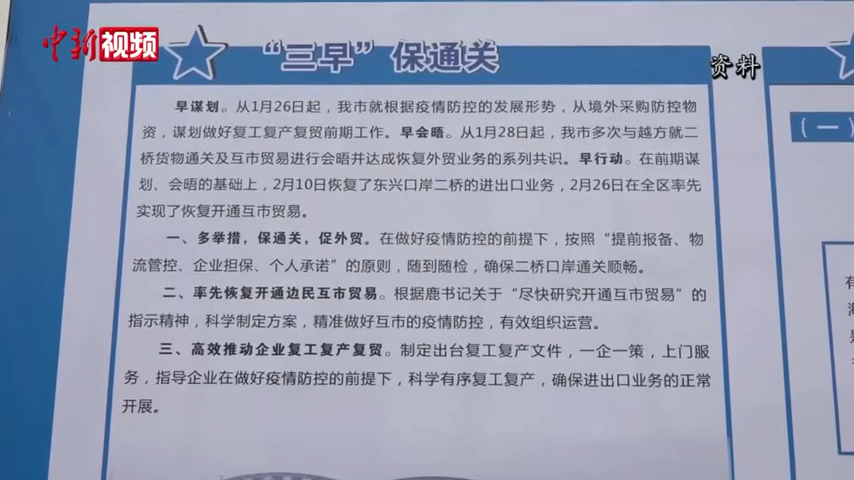 中新视频
“三早”保通关
资料
早谋划。从1月26日起，我市就根据疫情防控的发展形势，从境外采购防控物
资，谋划做好复工复产复贸前期工作。早会晤。从1月28日起，我市多次与越方就二
桥货物通关及互市贸易进行会晤并达成恢复外贸业务的系列共识。早行动。在前期谋
划、会晤的基础上，2月10日恢复了东兴口岸二桥的进出口业务，2月26日在全区率先
实现了恢复开通互市贸易。
一、多举措，保通关，促外贸。在做好疫情防控的前提下，按照“提前报备、物
流管控、企业担保、个人承诺”的原则，随到随检，确保二桥口岸通关顺畅。
二、率先恢复开通边民互市贸易。根据鹿书记关于“尽快研究开通互市贸易”的
指示精神，科学制定方案，精准做好互市的疫情防控，有效组织运营。
三、高效推动企业复工复产复贸。制定出台复工复产文件，一企一策，上门服
务，指导企业在做好疫情防控的前提下，科学有序复工复产，确保进出口业务的正常
开展。
（一）
有